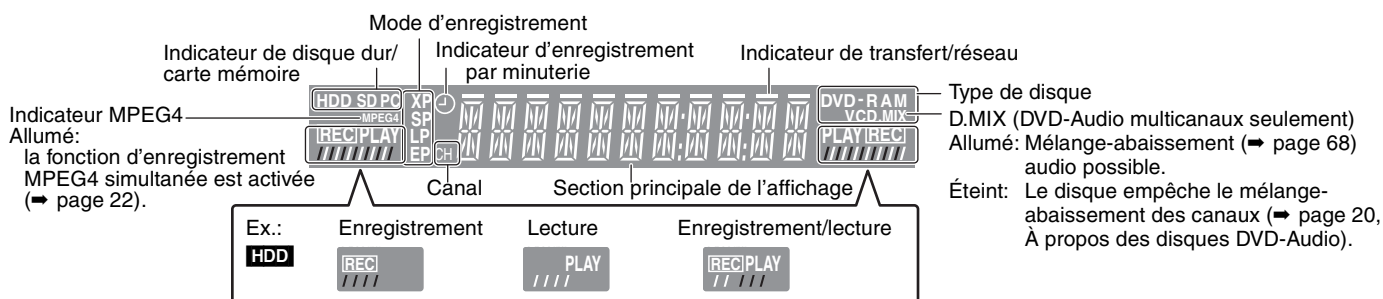 Mode d'enregistrement
Indicateur de disque dur/
carte mémoire
Indicateur d'enregistrement
par minuterie
Indicateur de transfert/réseau
Indicateur MPEG4
Allumé:
la fonction d'enregistrement
MPEG4 simultanée est activée
(➡ page 22).
HDD SD PC
MPEG4
REC PLAY
XP
SP
LP
EP
CH
DVD-RAM
VCD.MIX
PLAY REC
Type de disque
D.MIX (DVD-Audio multicanaux seulement)
Allumé: Mélange-abaissement (➡ page 68)
audio possible.
Éteint: Le disque empêche le mélange-
abaissement des canaux (➡ page 20,
À propos des disques DVD-Audio).
Canal
Section principale de l'affichage
Ex.:
HDD
Enregistrement
REC
Lecture
PLAY
Enregistrement/lecture
REC PLAY